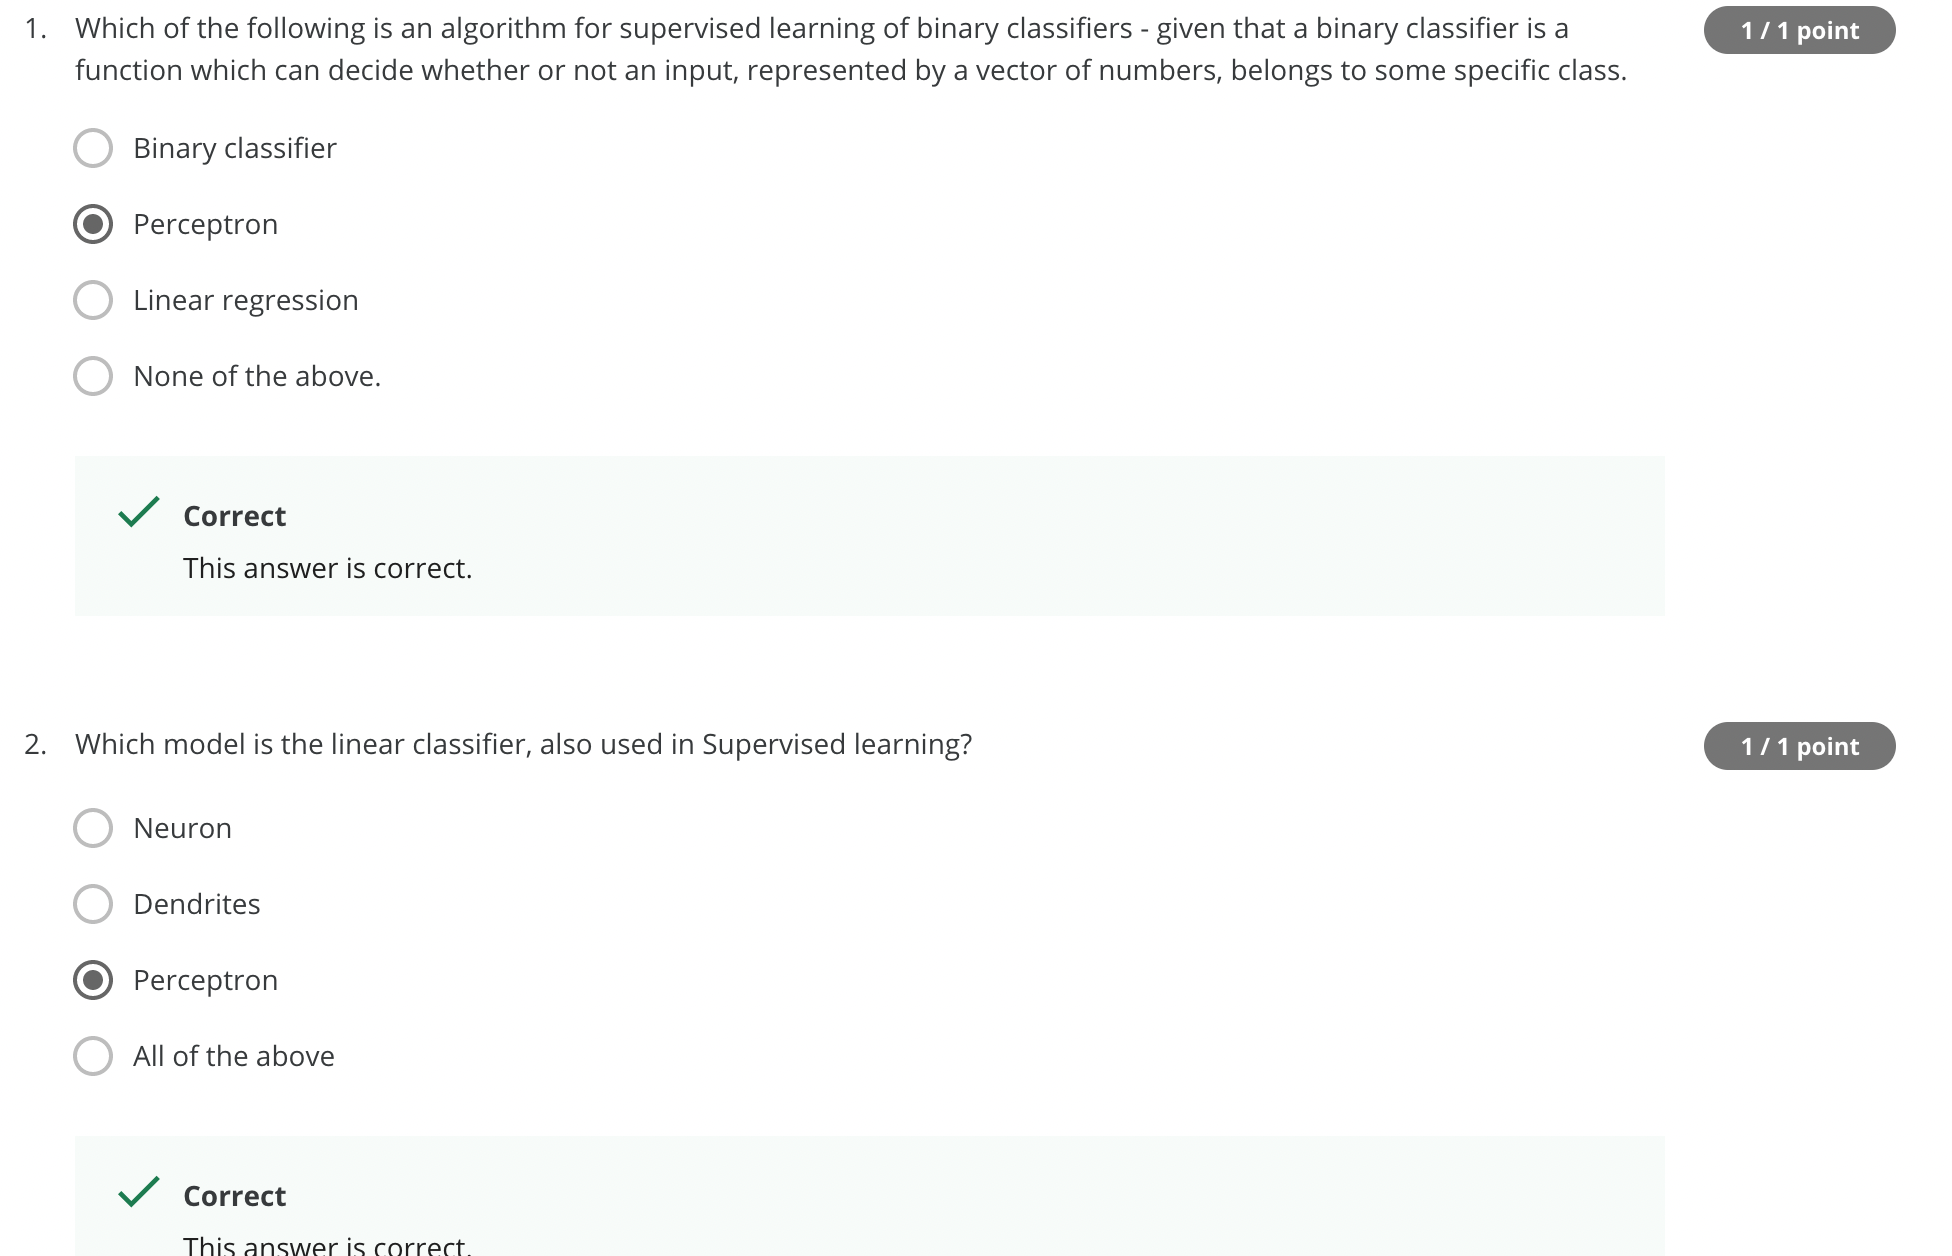 1. Which of the following is an algorithm for supervised learning of binary classifiers - given that a binary classifier is a
1 / 1 point
function which can decide whether or not an input, represented by a vector of numbers, belongs to some specific class.
Binary classifier
Perceptron
Linear regression
None of the above.
Correct
This answer is correct.
2. Which model is the linear classifier, also used in Supervised learning?
1 / 1 point
Neuron
Dendrites
Perceptron
All of the above
Correct
This answer is correct.